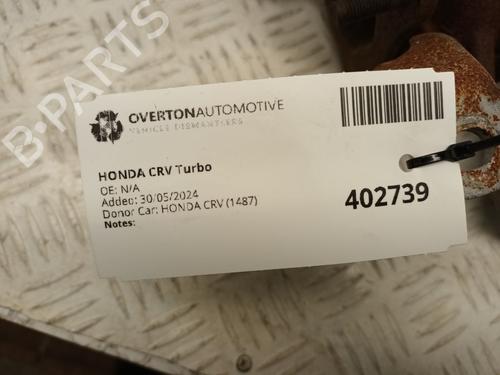 B-PARTS
OVERTONAUTOMOTIVE
VEHICLE DISMANTLERS
HONDA CRV Turbo
OE: N/A
Added: 30/05/2024
Donor Car: HONDA CRV (1487)
Notes:
402739